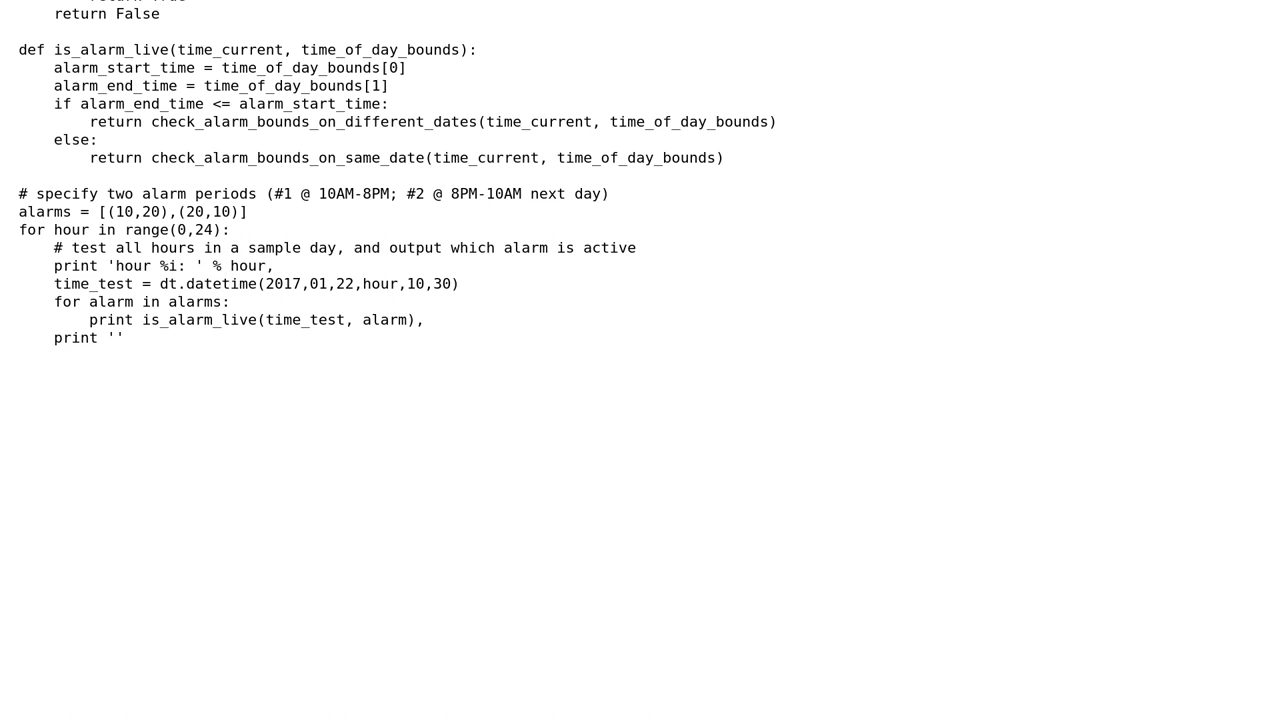 return False
def is_alarm_live(time_current, time_of_day_bounds):
    alarm_start_time = time_of_day_bounds[0]
    alarm_end_time = time_of_day_bounds[1]
    if alarm_end_time <= alarm_start_time:
        return check_alarm_bounds_on_different_dates(time_current, time_of_day_bounds)
    else:
        return check_alarm_bounds_on_same_date(time_current, time_of_day_bounds)
# specify two alarm periods (#1 @ 10AM-8PM; #2 @ 8PM-10AM next day)
alarms = [(10,20),(20,10)]
for hour in range(0,24):
    # test all hours in a sample day, and output which alarm is active
    print 'hour %i: ' % hour,
    time_test = dt.datetime(2017,01,22,hour,10,30)
    for alarm in alarms:
        print is_alarm_live(time_test, alarm),
    print ''